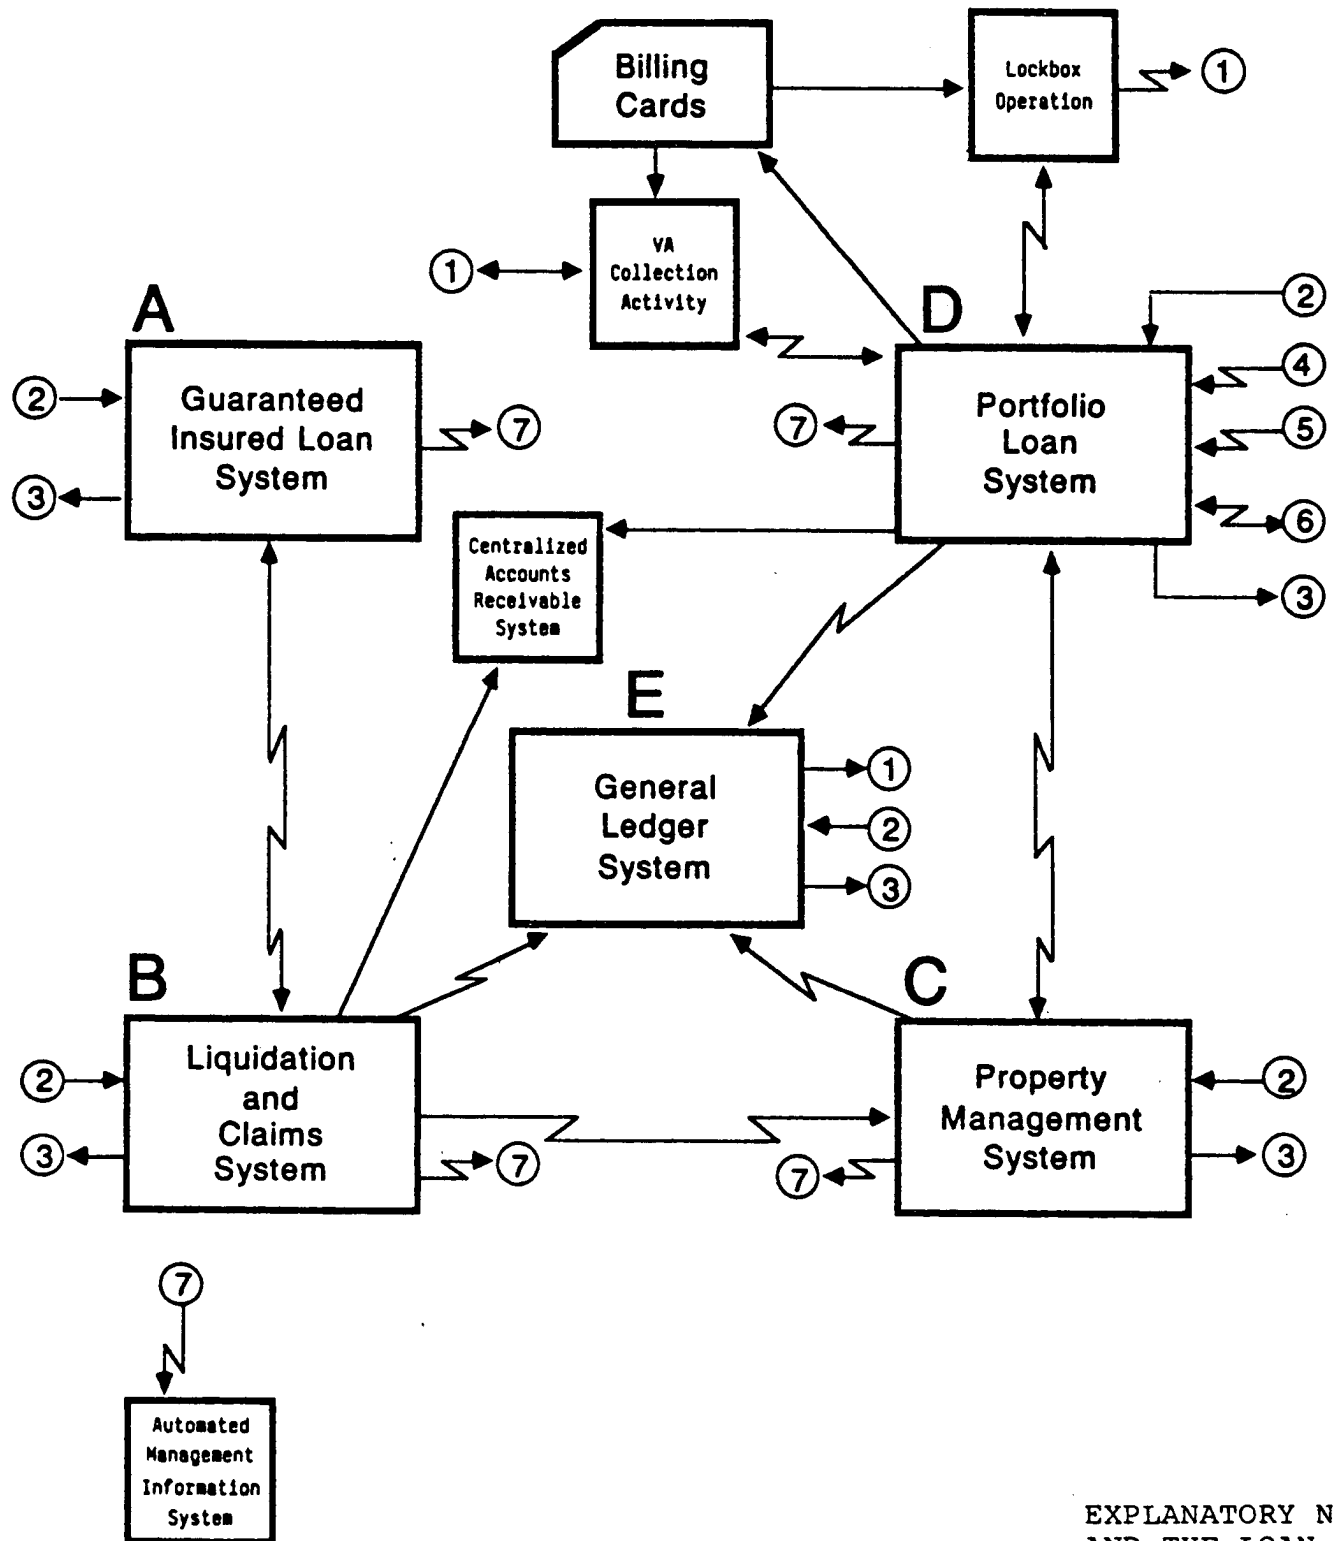 Billing
Cards
Lockbox
Operation
1
VA
Collection
Activity
1
A
D
2
Guaranteed
Insured Loan
System
2
3
7
Portfolio
Loan
System
7
4
5
6
3
Centralized
Accounts
Receivable
System
E
General
Ledger
System
1
2
3
B
C
Liquidation
and
Claims
System
2
3
7
Property
Management
System
7
2
3
7
Automated
Management
Information
System
EXPLANATORY N